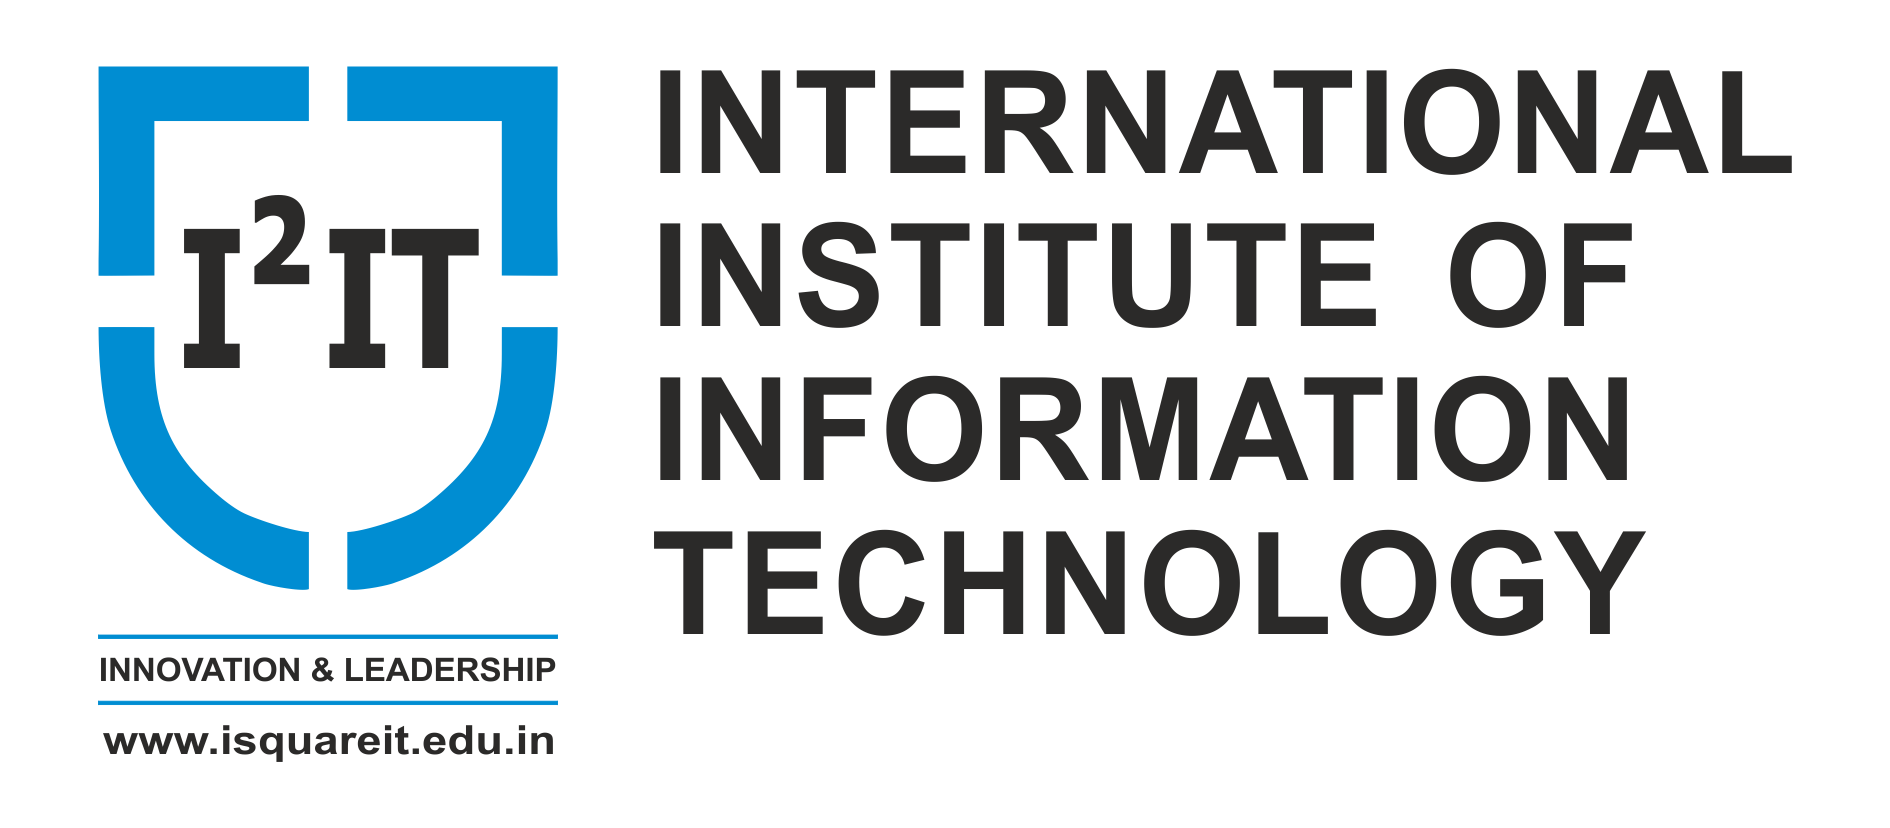 I²IT
INNOVATION & LEADERSHIP
www.isquareit.edu.in
INTERNATIONAL
INSTITUTE OF
INFORMATION
TECHNOLOGY